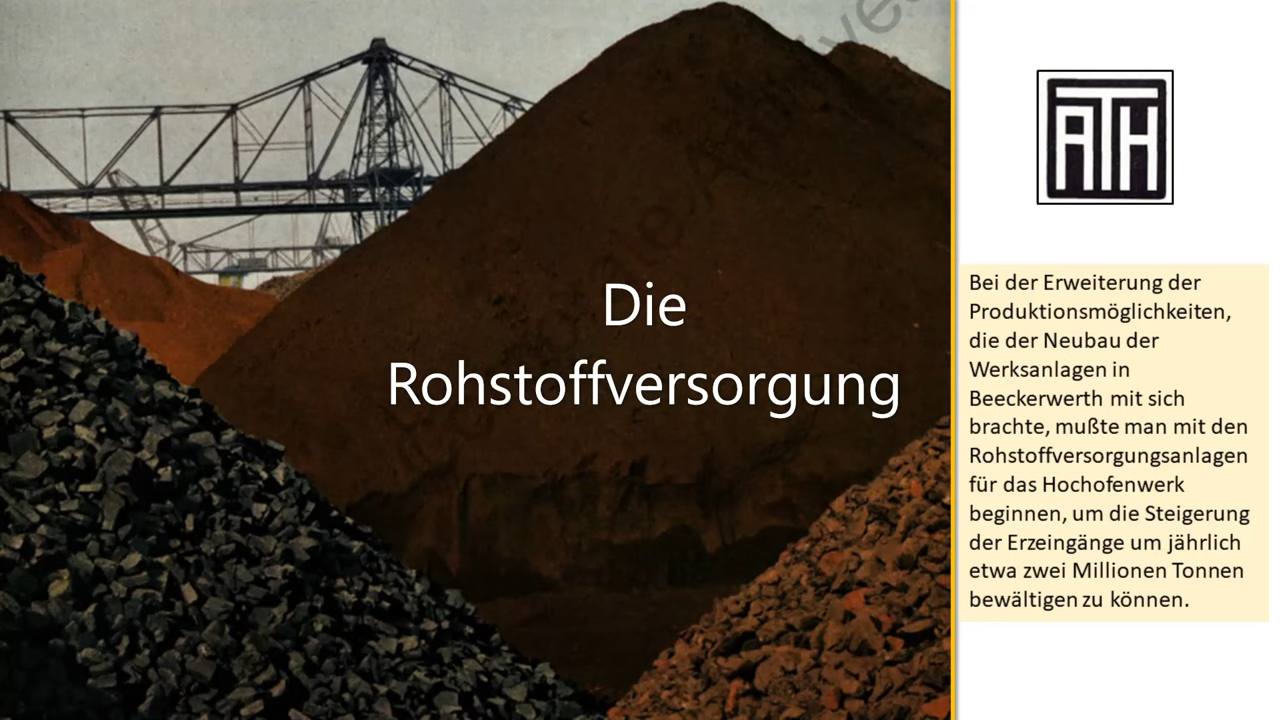 Die
Rohstoffversorgung
ATH
Bei der Erweiterung der
Produktionsmöglichkeiten,
die der Neubau der
Werksanlagen in
Beeckerwerth mit sich
brachte, mußte man mit den
Rohstoffversorgungsanlagen
für das Hochofenwerk
beginnen, um die Steigerung
der Erzeingänge um jährlich
etwa zwei Millionen Tonnen
bewältigen zu können.